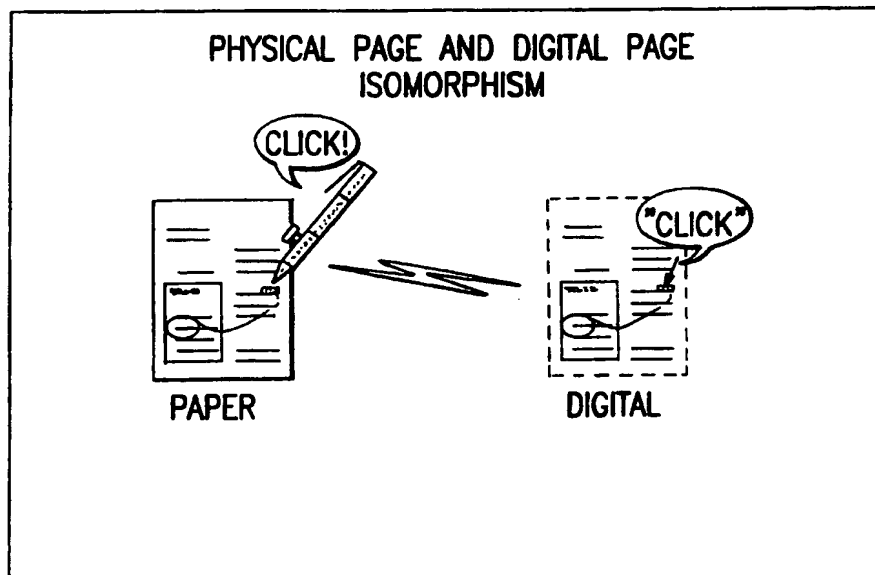 PHYSICAL PAGE AND DIGITAL PAGE
ISOMORPHISM
CLICK!
"CLICK"
PAPER
DIGITAL